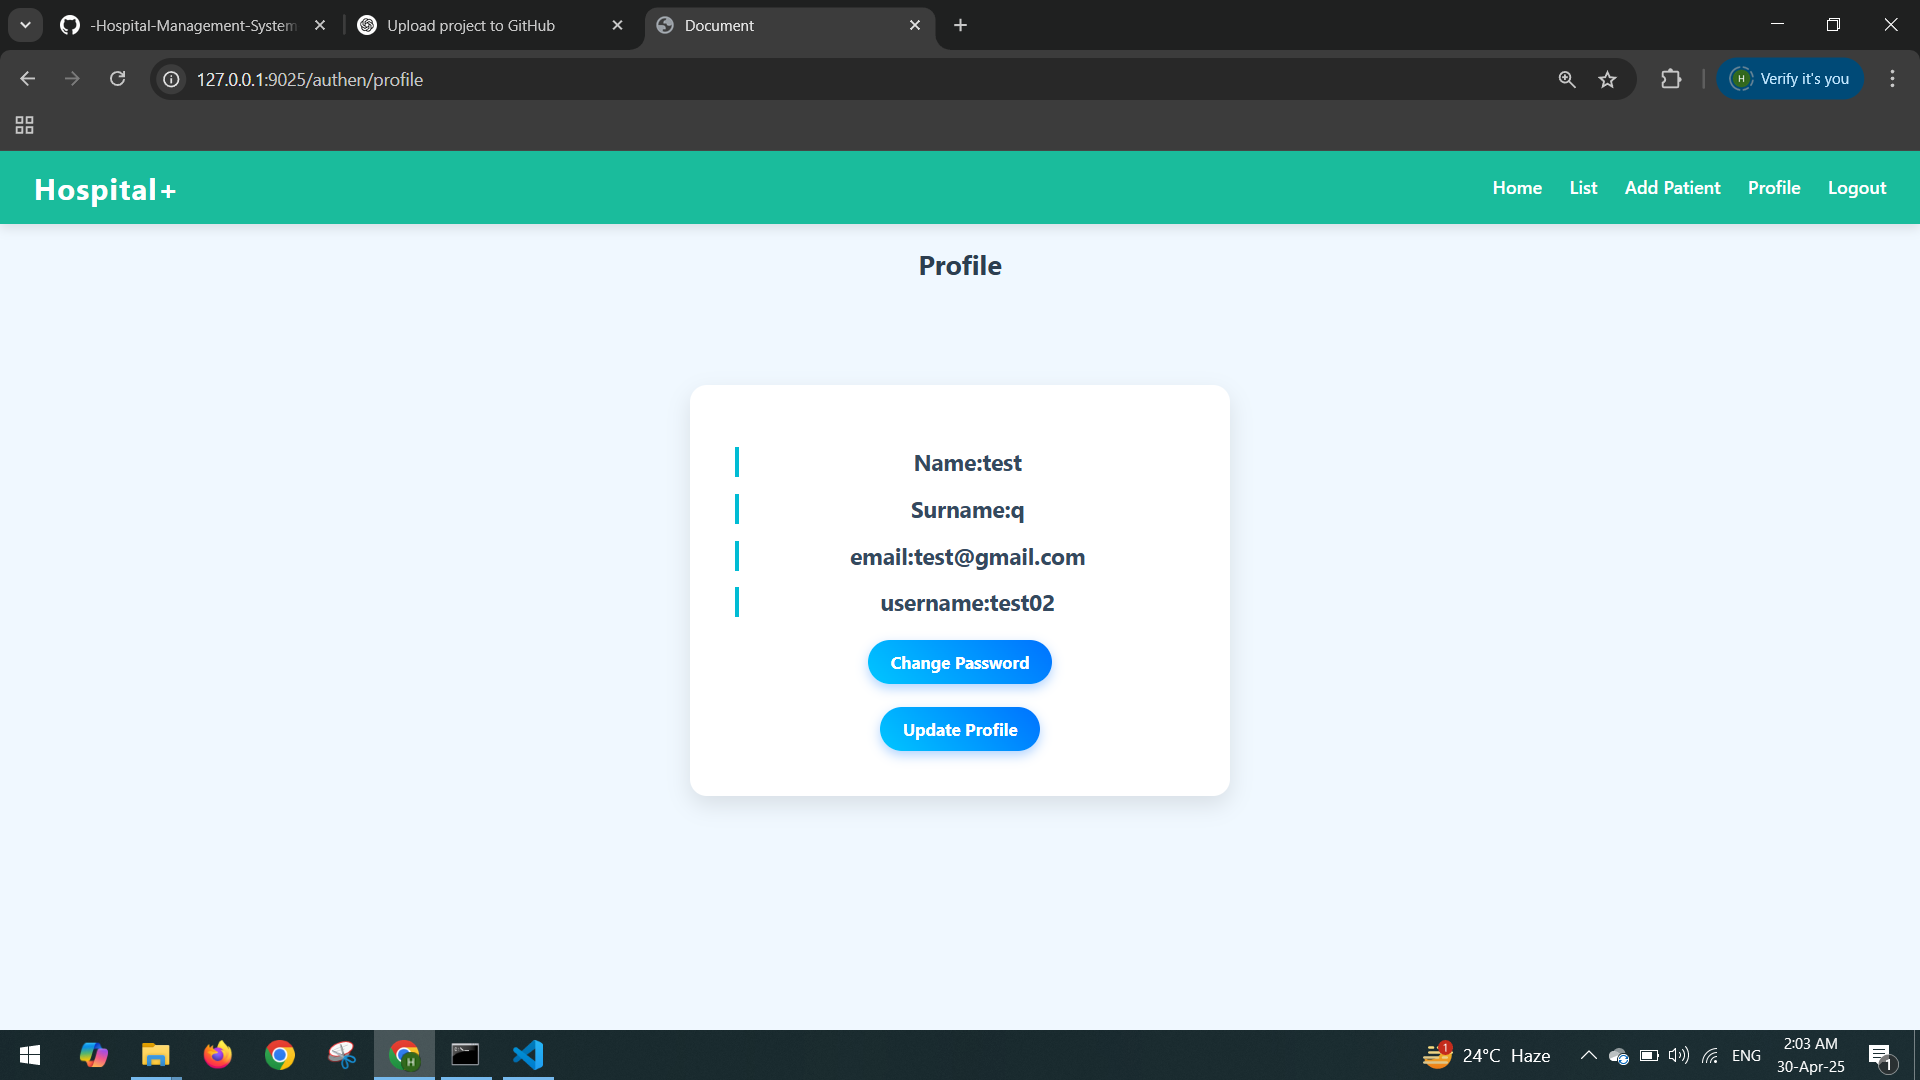 -Hospital-Management-System
Upload project to GitHub
Document
127.0.0.1:9025/authen/profile
H
Verify it's you
Hospital+
Home
List
Add Patient
Profile
Logout
Profile
Name:test
Surname:q
email:test@gmail.com
username:test02
Change Password
Update Profile
H
1
24°C Haze
ENG
2:03 AM
30-Apr-25
1